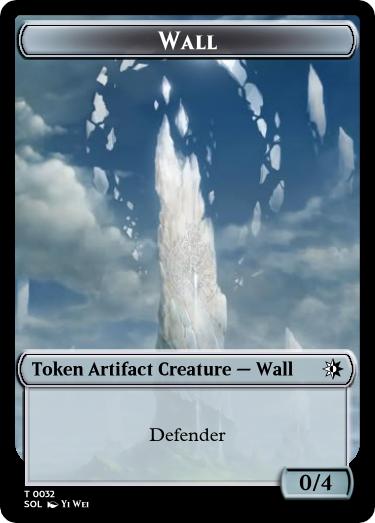 Wall
Token Artifact Creature — Wall
Defender
0/4
T 0032
SOL Yi Wei